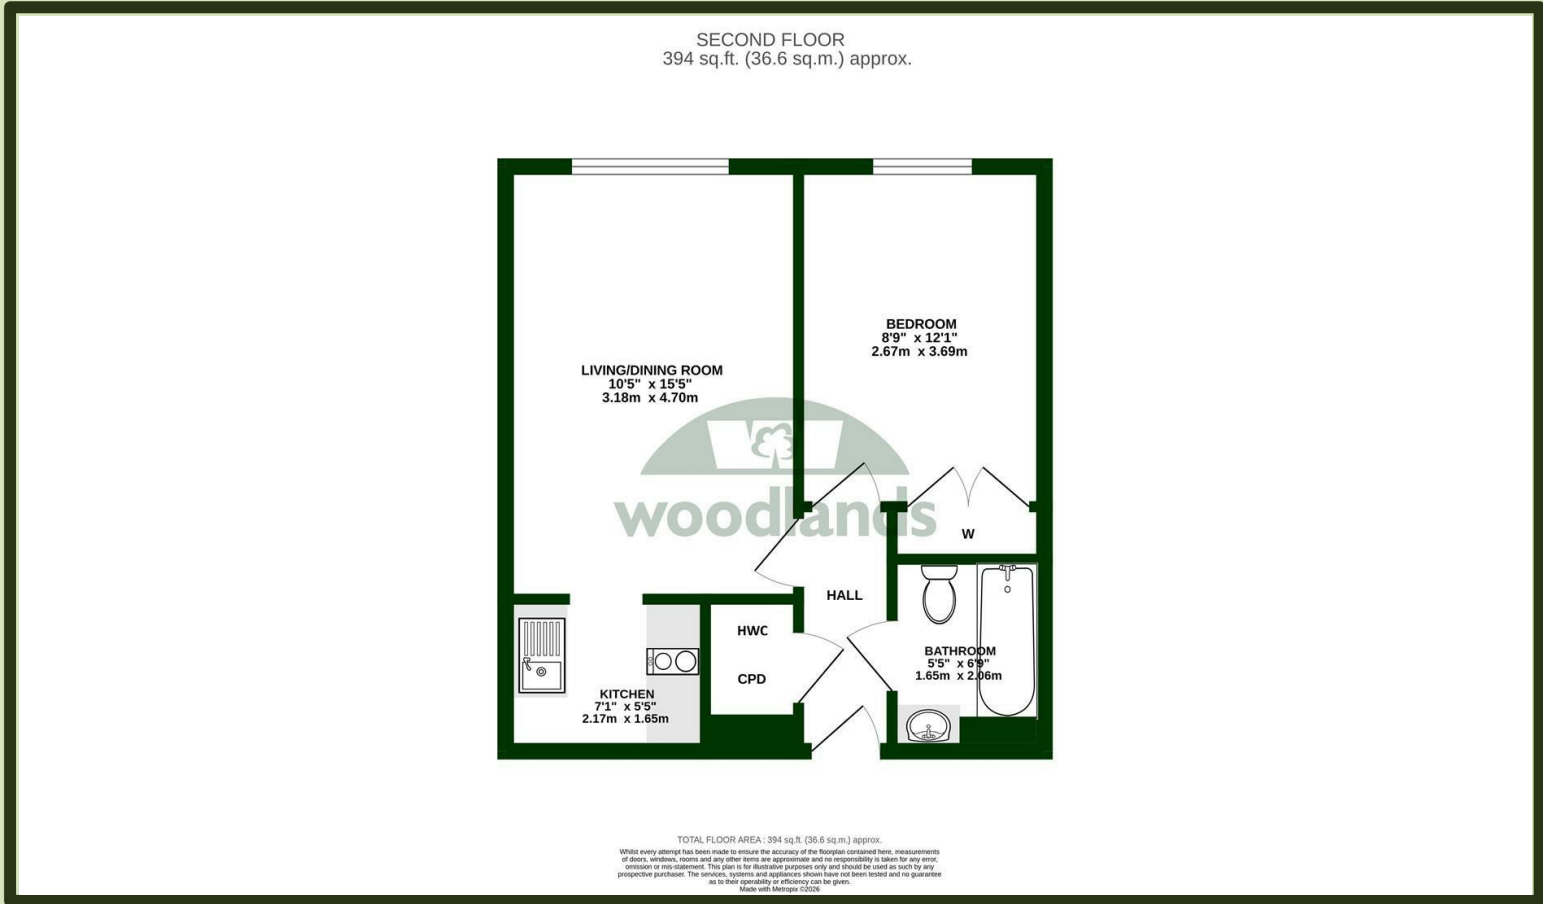 SECOND FLOOR
394 sq.ft. (36.6 sq.m.) approx.
BEDROOM
8'9" x 12'1"
2.67m x 3.69m
LIVING/DINING ROOM
10'5" x 15'5"
3.18m x 4.70m
woodlands
W
HALL
HWC
CPD
BATHROOM
5'5" x 6'9"
1.65m x 2.06m
KITCHEN
7'1" x 5'5"
2.17m x 1.65m
TOTAL FLOOR AREA : 394 sq.ft. (36.6 sq.m.) approx.
Whilst every attempt has been made to ensure the accuracy of the floorplan contained here, measurements
of doors, windows, rooms and any other items are approximate and no responsibility is taken for any error,
omission or mis-statement. This plan is for illustrative purposes only and should be used as such by any
prospective purchaser. The services, systems and appliances shown have not been tested and no guarantee
as to their operability or efficiency can be given.
Made with Metropix ©2026